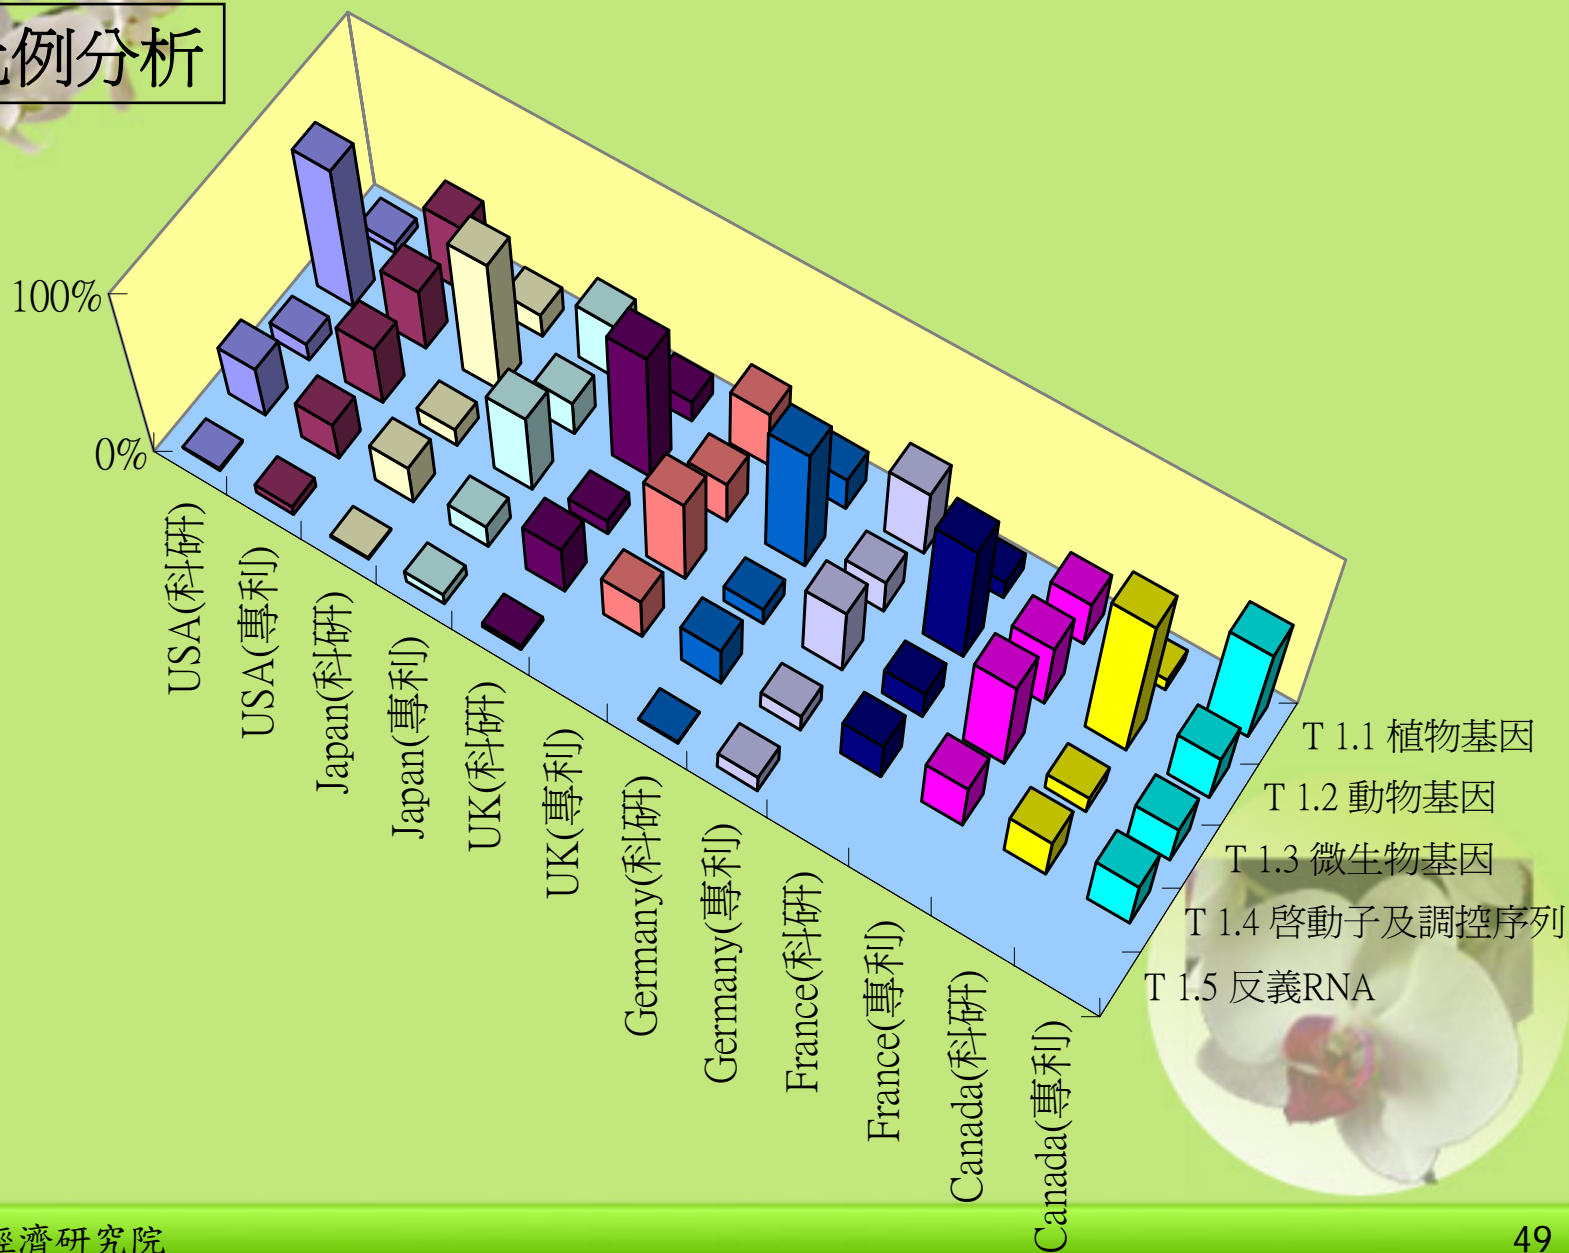 例分析
100%
0%
USA(科研)
USA(專利)
Japan(科研)
Japan(專利)
UK(科研)
UK(專利)
Germany(科研)
Germany(專利)
France(科研)
France(專利)
Canada(科研)
Canada(專利)
T 1.1 植物基因
T 1.2 動物基因
T 1.3 微生物基因
T 1.4 啓動子及調控序列
T 1.5 反義RNA
經濟研究院
49